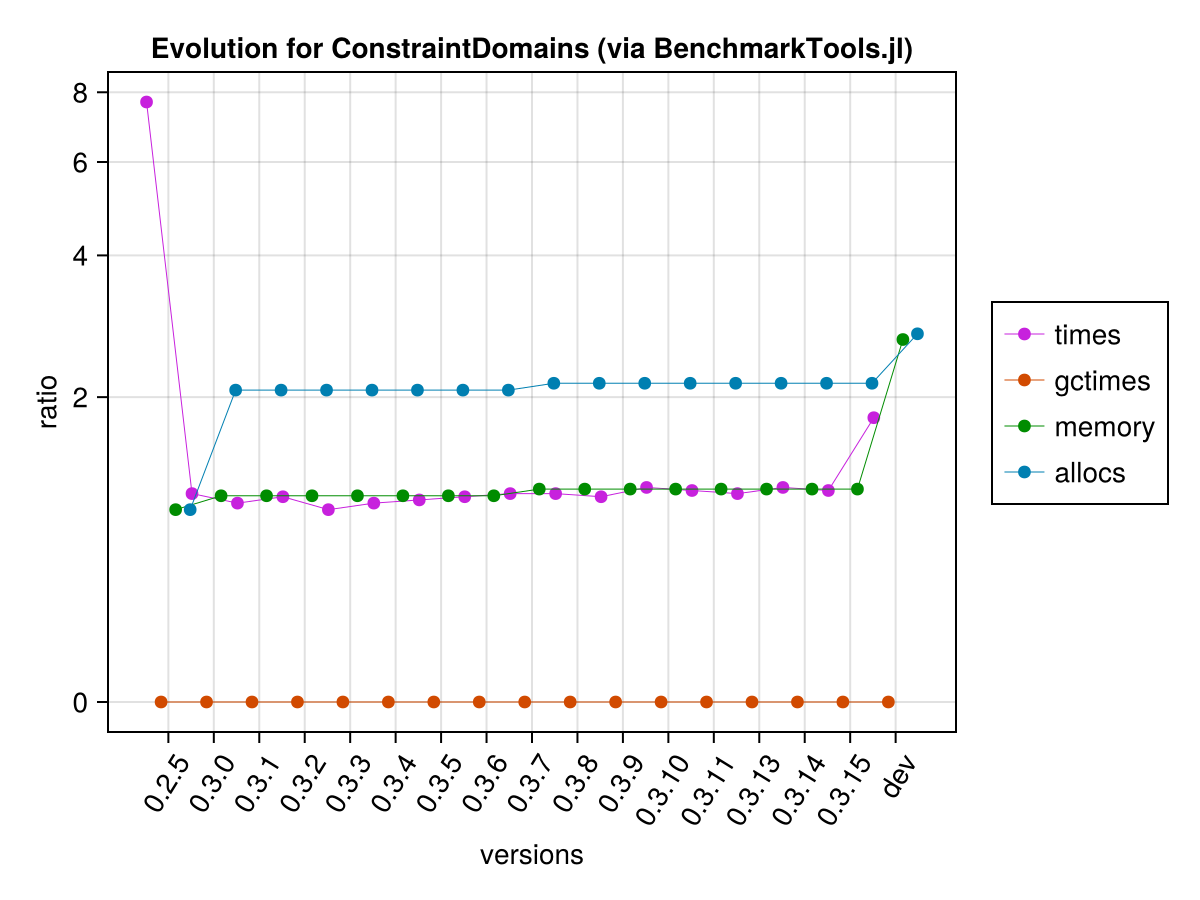 Evolution for ConstraintDomains (via BenchmarkTools.jl)
8
6
4
2
0
ratio
0.2.5
0.3.0
0.3.1
0.3.2
0.3.3
0.3.4
0.3.5
0.3.6
0.3.7
0.3.8
0.3.9
0.3.10
0.3.11
0.3.13
0.3.14
0.3.15
dev
versions
times
gctimes
memory
allocs